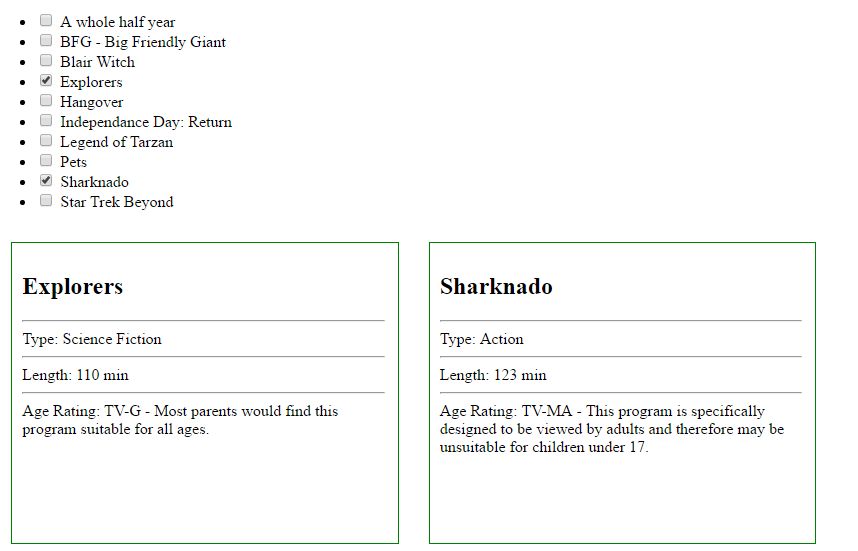 A whole half year
BFG - Big Friendly Giant
Blair Witch
Explorers
Hangover
Independance Day: Return
Legend of Tarzan
Pets
Sharknado
Star Trek Beyond
Explorers
Type: Science Fiction
Length: 110 min
Age Rating: TV-G - Most parents would find this
program suitable for all ages.
Sharknado
Type: Action
Length: 123 min
Age Rating: TV-MA - This program is specifically
designed to be viewed by adults and therefore may be
unsuitable for children under 17.